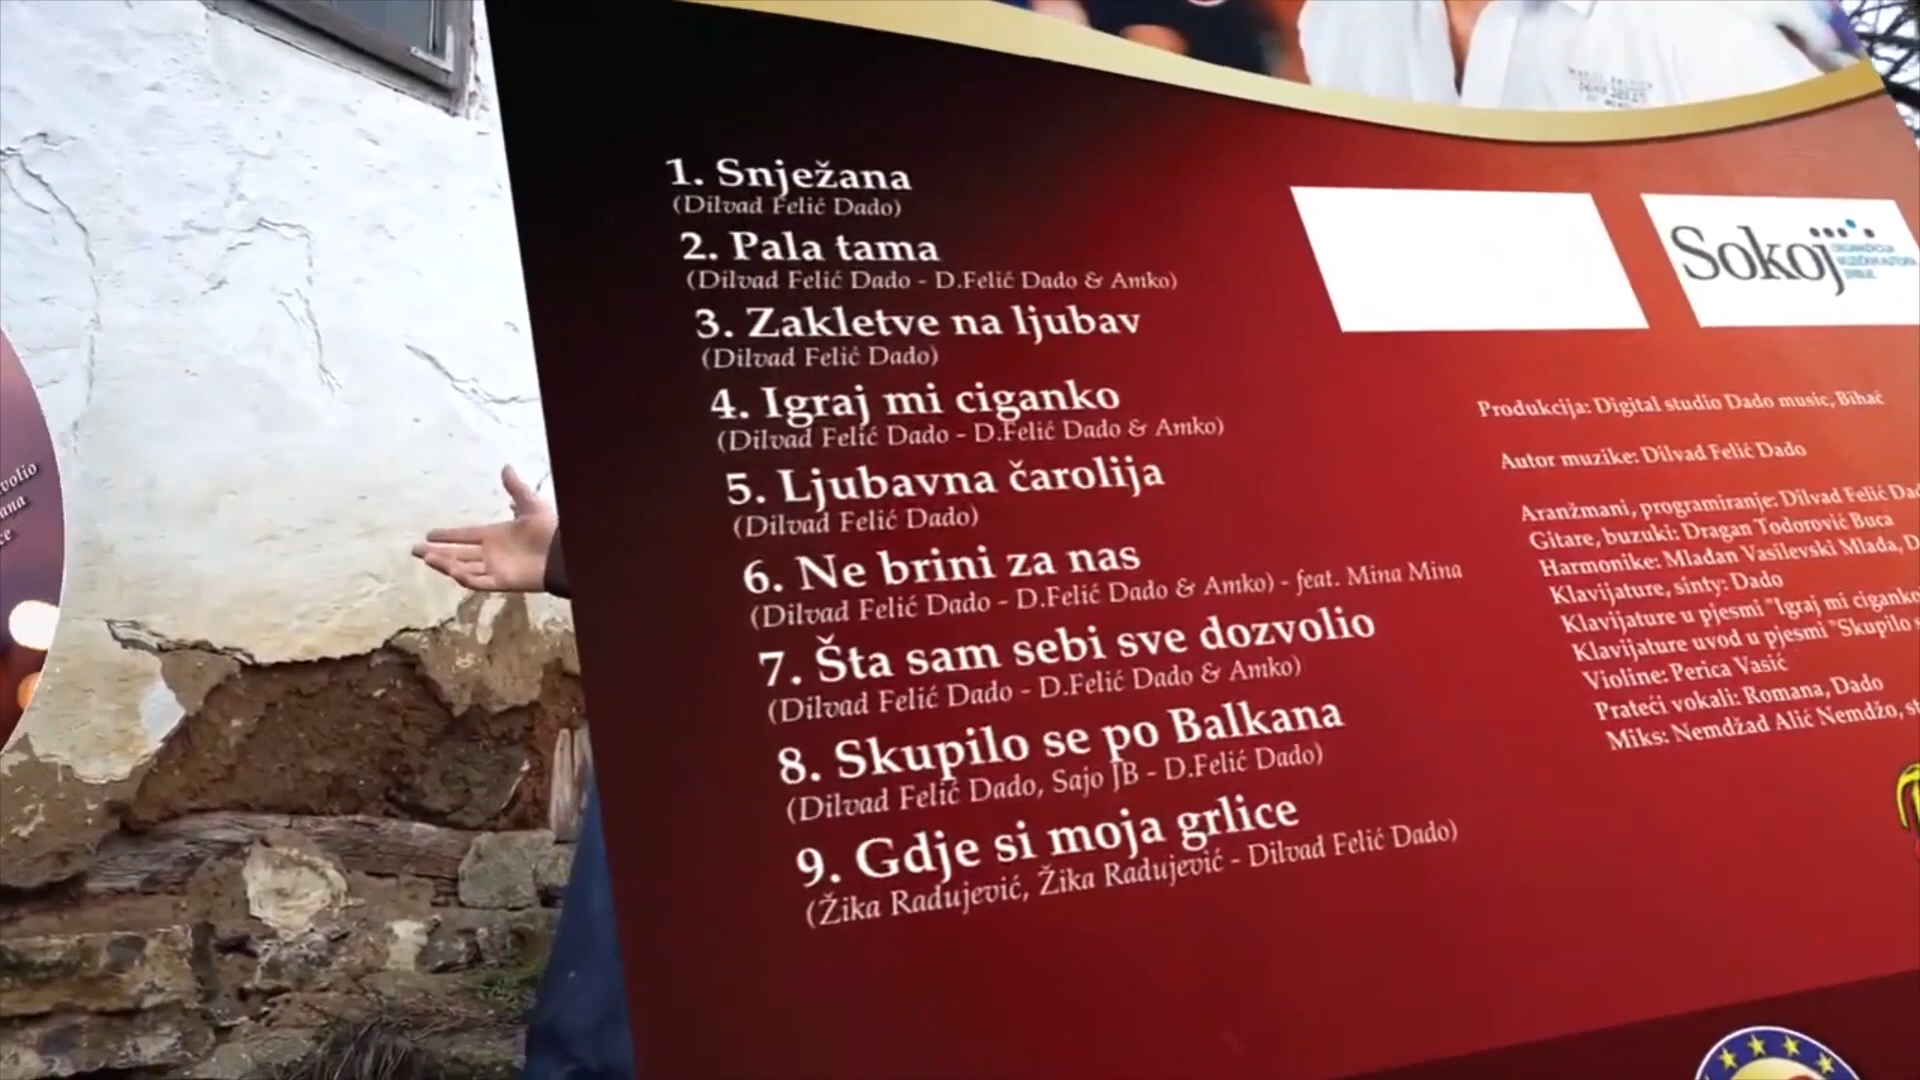 1. Snježana
(Dilvad Felić Dado)
2. Pala tama
(Dilvad Felić Dado - D.Felić Dado & Amko)
3. Zakletve na ljubav
(Dilvad Felić Dado)
4. Igraj mi ciganko
(Dilvad Felić Dado - D.Felić Dado & Amko)
5. Ljubavna čarolija
(Dilvad Felić Dado)
6. Ne brini za nas
(Dilvad Felić Dado - D.Felić Dado & Amko) - feat. Mina Mina
7. Šta sam sebi sve dozvolio
(Dilvad Felić Dado - D.Felić Dado & Amko)
8. Skupilo se po Balkana
(Dilvad Felić Dado, Sajo JB - D.Felić Dado)
9. Gdje si moja grlice
(Žika Radujević, Žika Radujević - Dilvad Felić Dado)
Sokoj
Produkcija: Digital studio Dado music, Bihać
Autor muzike: Dilvad Felić Dado
Aranžmani, programiranje: Dilvad Felić Dad
Gitare, buzuki: Dragan Todorović Buca
Harmonike: Mladan Vasilevski Mlada, D
Klavijature, sinty: Dado
Klavijature u pjesmi "Igraj mi ciganko
Klavijature uvod u pjesmi "Skupilo s
Violine: Perica Vasić
Prateći vokali: Romana, Dado
Miks: Nemdžad Alić Nemdžo, st